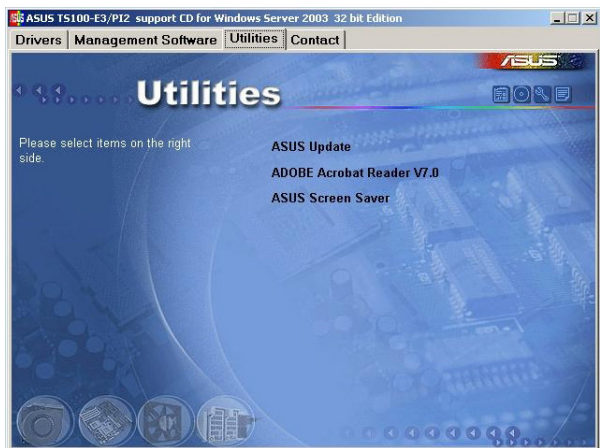 ASUS TS100-E3/PI2 support CD for Windows Server 2003 32 bit Edition
Drivers Management Software Utilities Contact
ASUS
Utilities
Please select items on the right
side.
ASUS Update
ADOBE Acrobat Reader V7.0
ASUS Screen Saver